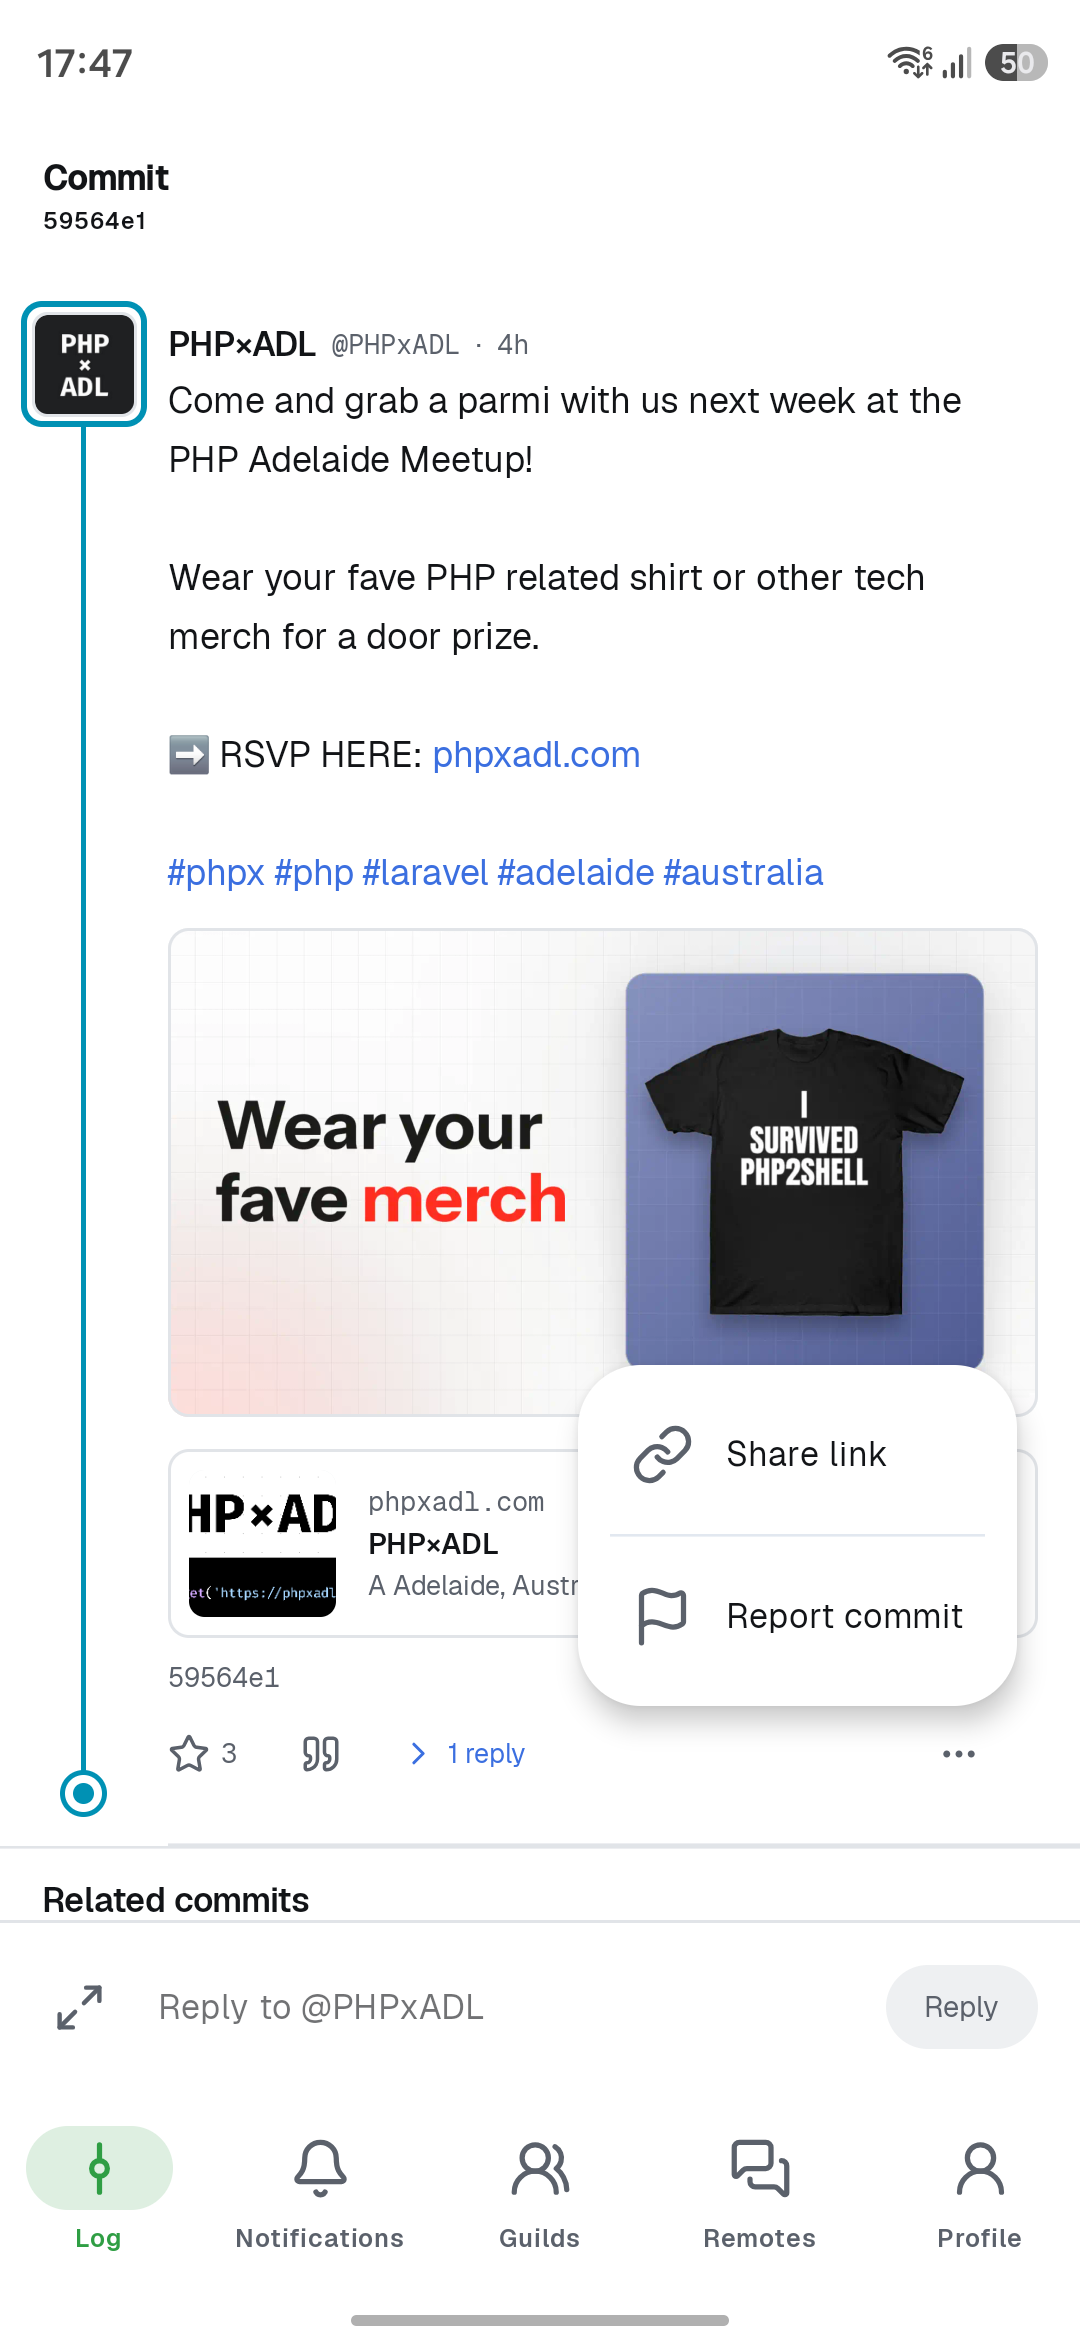 17:47
6
50
Commit
59564e1
PHP
×
ADL
PHP×ADL @PHPxADL · 4h
Come and grab a parmi with us next week at the
PHP Adelaide Meetup!
Wear your fave PHP related shirt or other tech
merch for a door prize.
➡️ RSVP HERE: phpxadl.com
#phpx #php #laravel #adelaide #australia
Wear your
fave merch
I
SURVIVED
PHP2SHELL
Share link
Report commit
HP×AD
et('https://phpxadl
phpxadl.com
PHP×ADL
A Adelaide, Austr
59564e1
3
1 reply
Related commits
Reply to @PHPxADL
Reply
Log
Notifications
Guilds
Remotes
Profile